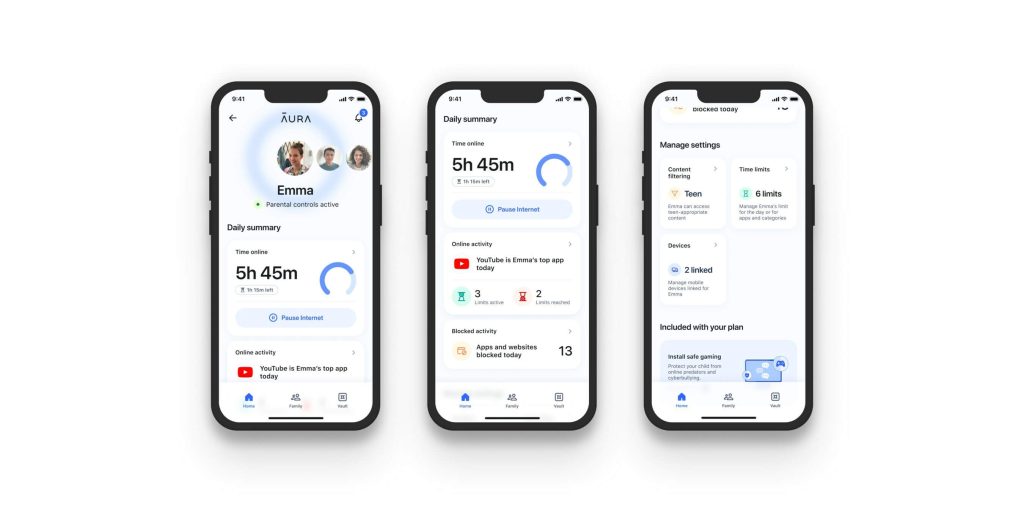 9:41
ĀURA
3
Emma
Parental controls active
Daily summary
Time online
5h 45m
1h 15m left
Pause Internet
Online activity
YouTube is Emma's top app
today
Home
Family
Vault
9:41
Daily summary
Time online
5h 45m
1h 15m left
Pause Internet
Online activity
YouTube is Emma's top app
today
3
Limits active
2
Limits reached
Blocked activity
Apps and websites
blocked today
13
Home
Family
Vault
9:41
blocked today
Manage settings
Content
filtering
Teen
Emma can access
teen-appropriate
content
Time limits
6 limits
Manage Emma's limit
for the day or for
apps and categories
Devices
2 linked
Manage mobile
devices linked for
Emma
Included with your plan
Install safe gaming
Protect your child from
online predators and
cyberbullying.
Home
Family
Vault